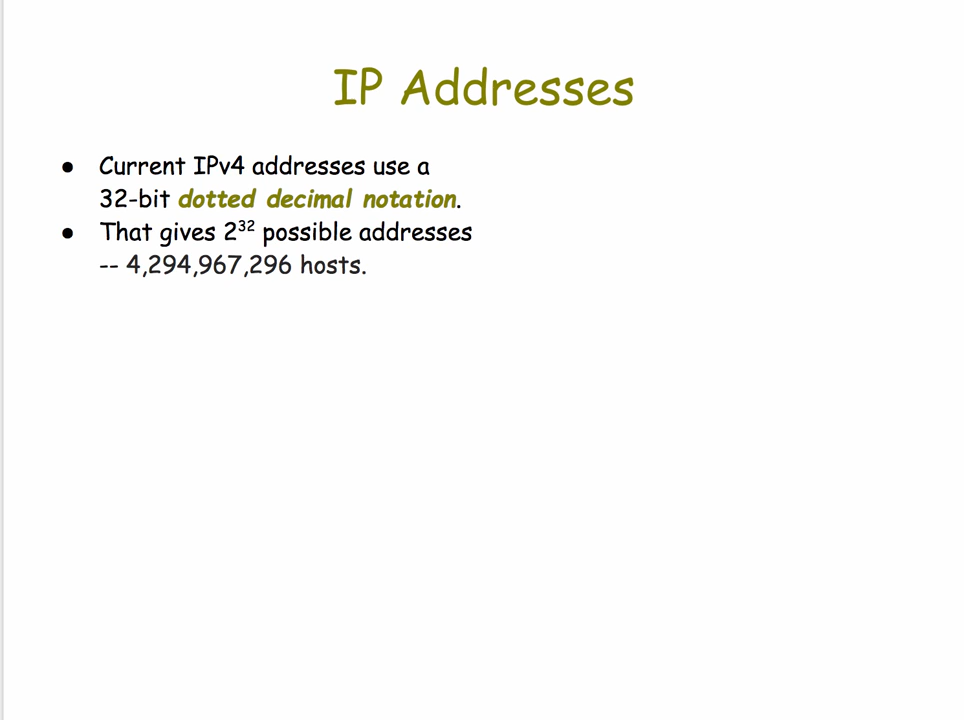 IP Addresses
● Current IPv4 addresses use a
32-bit dotted decimal notation.
● That gives 2³² possible addresses
-- 4,294,967,296 hosts.